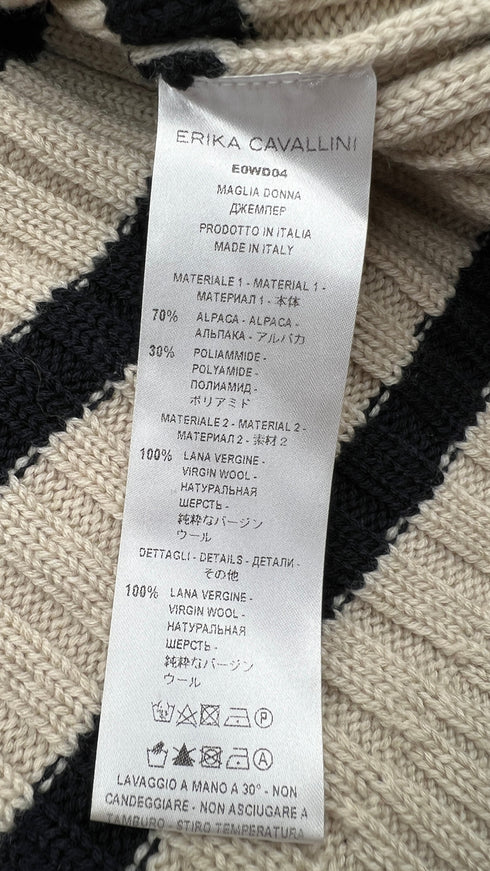 ERIKA CAVALLINI
E0WD04
MAGLIA DONNA
ДЖЕМПЕР
PRODOTTO IN ITALIA
MADE IN ITALY
MATERIALE 1 - MATERIAL 1 -
МАТЕРИАЛ 1 - 本体
70% ALPACA - ALPACA -
АЛЬПАКА - アルパカ
30% POLIAMMIDE -
POLYAMIDE -
ПОЛИАМИД -
ポリアミド
MATERIALE 2 - MATERIAL 2 -
МАТЕРИАЛ 2 - 素材 2
100% LANA VERGINE -
VIRGIN WOOL -
НАТУРАЛЬНАЯ
ШЕРСТЬ -
純粋なバージン
ウール
DETTAGLI - DETAILS - ДЕТАЛИ -
その他
100% LANA VERGINE -
VIRGIN WOOL -
НАТУРАЛЬНАЯ
ШЕРСТЬ -
純粋なバージン
ウール
P
A
LAVAGGIO A MANO A 30° - NON
CANDEGGIARE - NON ASCIUGARE A
TAMBURO - STIRO TEMPERATURA